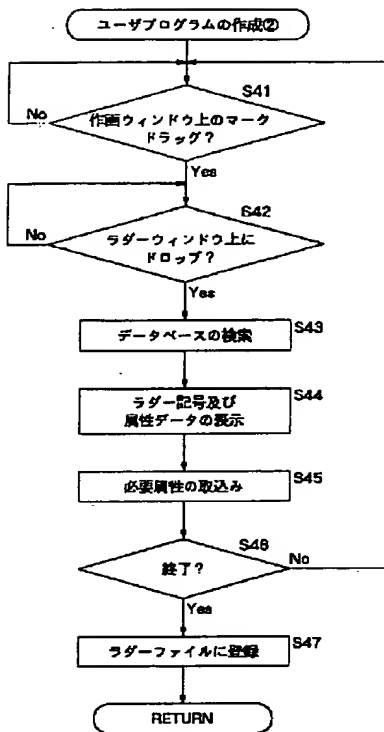 ユーザプログラムの作成②
S41
No
作画ウィンドウ上のマーク
ドラッグ?
Yes
S42
No
ラダーウィンドウ上に
ドロップ?
Yes
S43
データベースの検索
S44
ラダー記号及び
属性データの表示
S45
必要属性の取込み
S46
No
終了?
Yes
S47
ラダーファイルに登録
RETURN